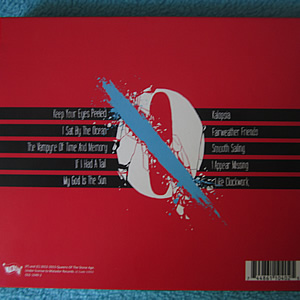 Keep Your Eyes Peeled
I Sat By The Ocean
The Vampyre Of Time And Memory
If I Had A Tail
My God Is The Sun
Kalopsia
Fairweather Friends
Smooth Sailing
I Appear Missing
...Like Clockwork